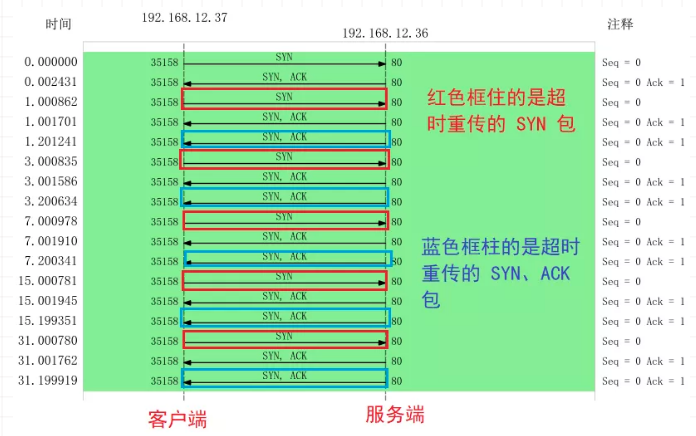 时间
192.168.12.37
192.168.12.36
注释
0.000000 35158 SYN 80 Seq = 0
0.002431 35158 SYN, ACK 80 Seq = 0 Ack = 1
1.000862 35158 SYN 80 Seq = 0
1.001701 35158 SYN, ACK 80 Seq = 0 Ack = 1
1.201241 35158 SYN, ACK 80 Seq = 0 Ack = 1
3.000835 35158 SYN 80 Seq = 0
3.001586 35158 SYN, ACK 80 Seq = 0 Ack = 1
3.200634 35158 SYN, ACK 80 Seq = 0 Ack = 1
7.000978 35158 SYN 80 Seq = 0
7.001910 35158 SYN, ACK 80 Seq = 0 Ack = 1
7.200341 35158 SYN, ACK 80 Seq = 0 Ack = 1
15.000781 35158 SYN 80 Seq = 0
15.001945 35158 SYN, ACK 80 Seq = 0 Ack = 1
15.199351 35158 SYN, ACK 80 Seq = 0 Ack = 1
31.000780 35158 SYN 80 Seq = 0
31.001762 35158 SYN, ACK 80 Seq = 0 Ack = 1
31.199919 35158 SYN, ACK 80 Seq = 0 Ack = 1
红色框住的是超
时重传的 SYN 包
蓝色框柱的是超时
重传的 SYN、ACK
包
客户端
服务端